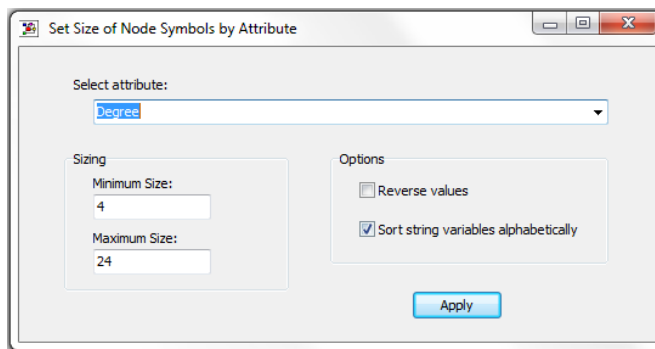 Set Size of Node Symbols by Attribute
Select attribute:
Degree
Sizing
Minimum Size:
4
Maximum Size:
24
Options
Reverse values
Sort string variables alphabetically
Apply